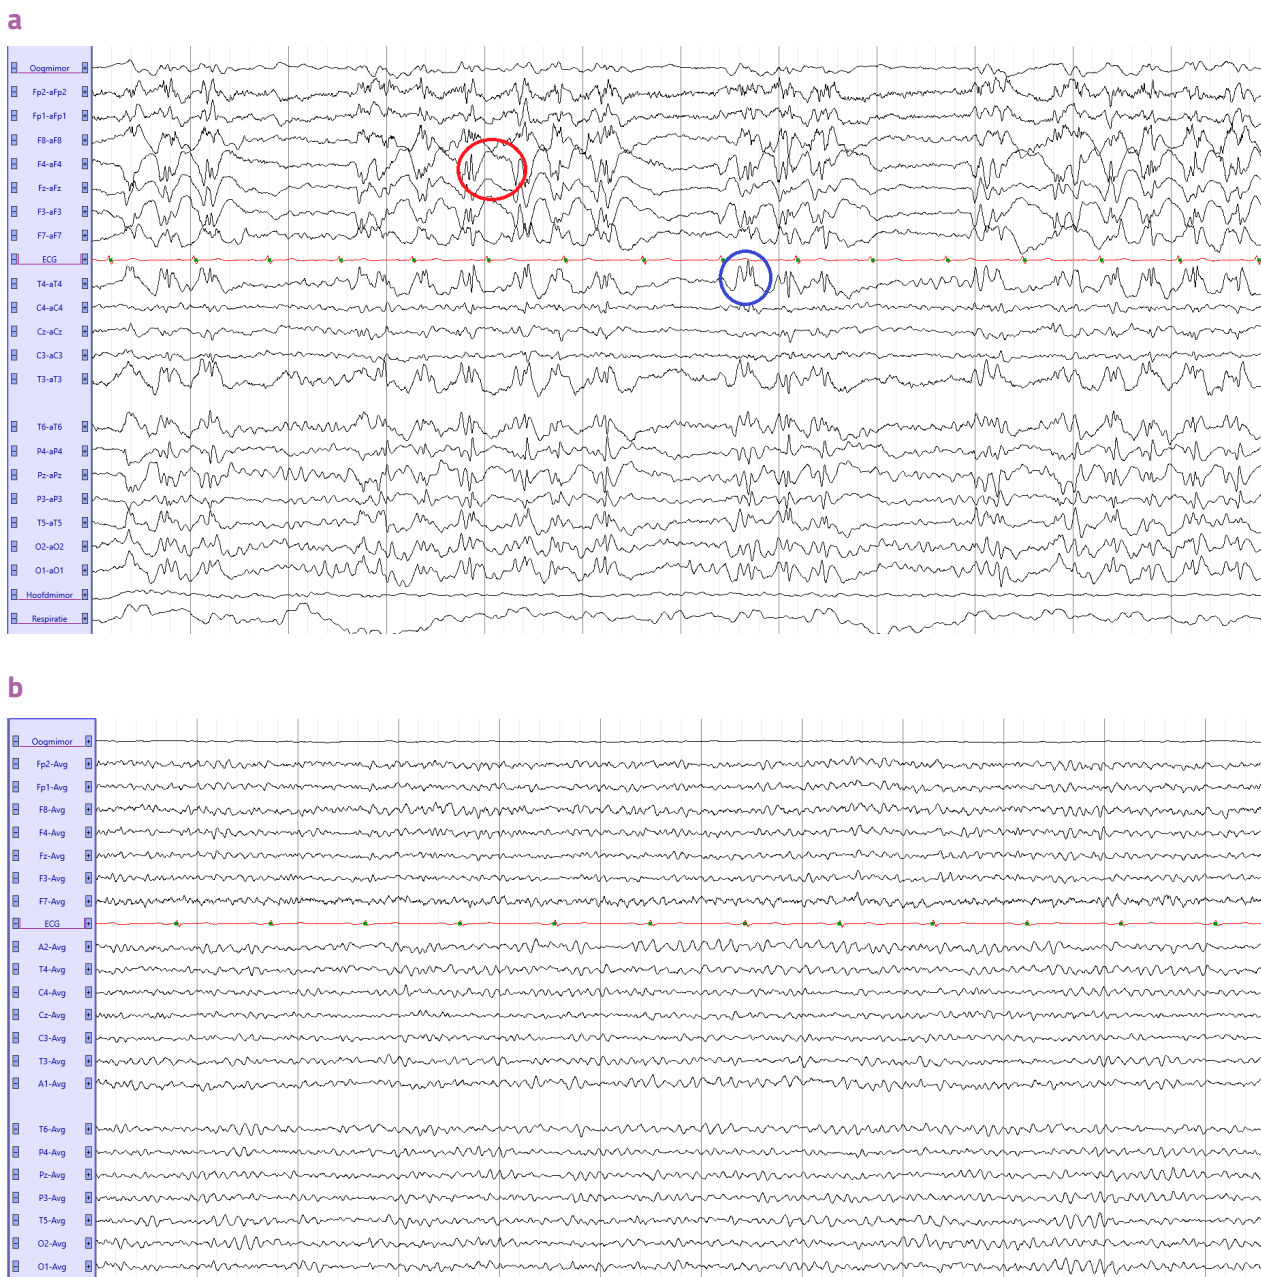 a
Oogmimor
Fp2-aFp2
Fp1-aFp1
F8-aF8
F4-aF4
Fz-aFz
F3-aF3
F7-aF7
ECG
T4-aT4
C4-aC4
Cz-aCz
C3-aC3
T3-aT3
T6-aT6
P4-aP4
Pz-aPz
P3-aP3
T5-aT5
O2-aO2
O1-aO1
Hoofdmimor
Respiratie
b
Oogmimor
Fp2-Avg
Fp1-Avg
F8-Avg
F4-Avg
Fz-Avg
F3-Avg
F7-Avg
ECG
A2-Avg
T4-Avg
C4-Avg
Cz-Avg
C3-Avg
T3-Avg
A1-Avg
T6-Avg
P4-Avg
Pz-Avg
P3-Avg
T5-Avg
O2-Avg
O1-Avg